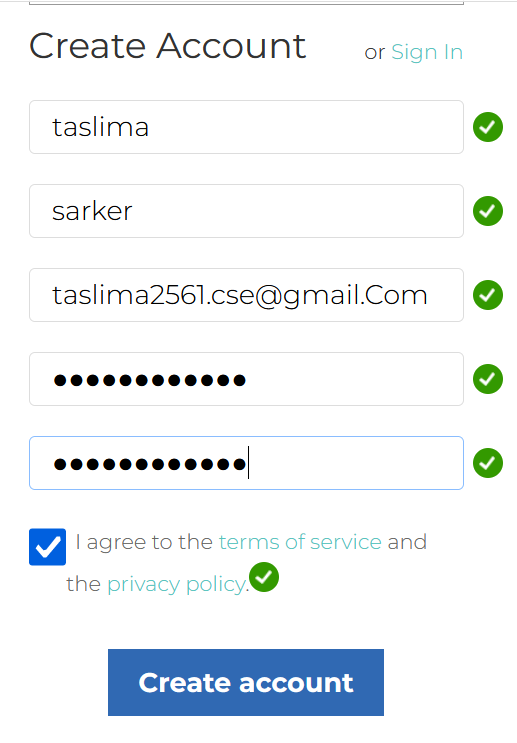 Create Account or Sign In
taslima
sarker
taslima2561.cse@gmail.Com
●●●●●●●●●●●●
●●●●●●●●●●●●
I agree to the terms of service and
the privacy policy.
Create account